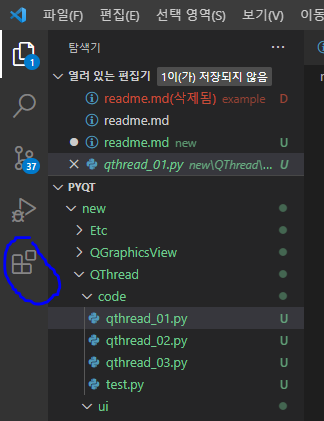 파일(F) 편집(E) 선택 영역(S) 보기(V) 이동
탐색기
열려 있는 편집기 1이(가) 저장되지 않음
readme.md(삭제됨) example D
readme.md
readme.md new U
qthread_01.py new\QThread\... U
PYQT
new
Etc
QGraphicsView
QThread
code
qthread_01.py U
qthread_02.py U
qthread_03.py U
test.py U
ui
1
37